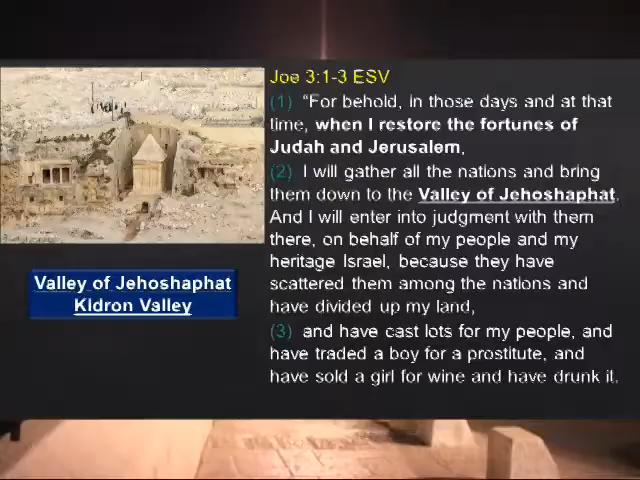 Joe 3:1-3 ESV
(1) "For behold, in those days and at that
time, when I restore the fortunes of
Judah and Jerusalem,
(2) I will gather all the nations and bring
them down to the Valley of Jehoshaphat.
And I will enter into judgment with them
there, on behalf of my people and my
heritage Israel, because they have
scattered them among the nations and
have divided up my land,
(3) and have cast lots for my people, and
have traded a boy for a prostitute, and
have sold a girl for wine and have drunk it.
Valley of Jehoshaphat
Kidron Valley